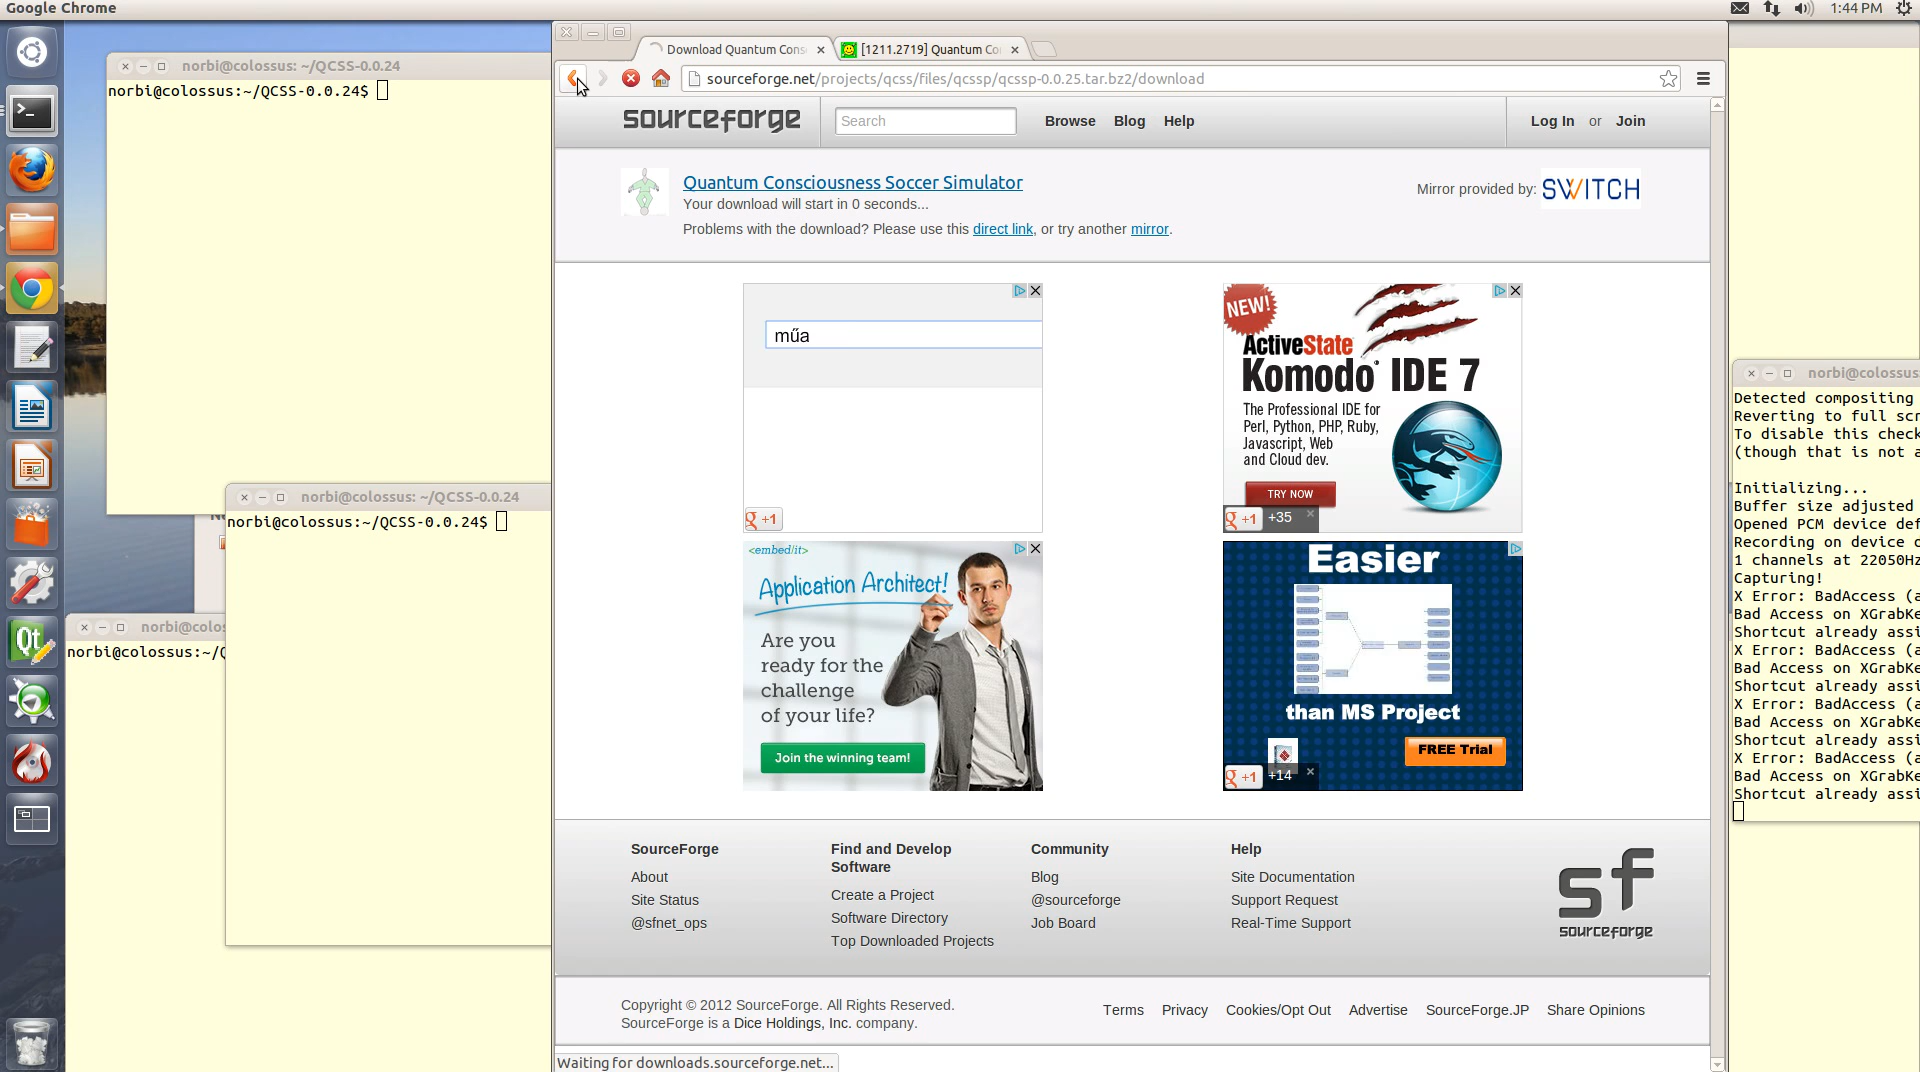 Google Chrome
1:44 PM
norbi@colossus: ~/QCSS-0.0.24
norbi@colossus:~/QCSS-0.0.24$
norbi@colossus: ~/QCSS-0.0.24
norbi@colossus:~/QCSS-0.0.24$
norbi@colos
norbi@colossus:~/Q
Download Quantum Cons
[1211.2719] Quantum Co
sourceforge.net/projects/qcss/files/qcssp/qcssp-0.0.25.tar.bz2/download
sourceforge
Search
Browse Blog Help
Log In or Join
Quantum Consciousness Soccer Simulator
Your download will start in 0 seconds...
Problems with the download? Please use this direct link, or try another mirror.
Mirror provided by: SWITCH
műa
g +1
NEW!
ActiveState
Komodo IDE 7
The Professional IDE for
Perl, Python, PHP, Ruby,
Javascript, Web
and Cloud dev.
TRY NOW
g +1 +35
<embed/it>
Application Architect!
Are you
ready for the
challenge
of your life?
Join the winning team!
Easier
than MS Project
FREE Trial
g +1 +14
SourceForge
About
Site Status
@sfnet_ops
Find and Develop
Software
Create a Project
Software Directory
Top Downloaded Projects
Community
Blog
@sourceforge
Job Board
Help
Site Documentation
Support Request
Real-Time Support
sf
sourceforge
Copyright © 2012 SourceForge. All Rights Reserved.
SourceForge is a Dice Holdings, Inc. company.
Terms Privacy Cookies/Opt Out Advertise SourceForge.JP Share Opinions
Waiting for downloads.sourceforge.net...
norbi@colossus:
Detected compositing
Reverting to full scr
To disable this check
(though that is not a
Initializing...
Buffer size adjusted
Opened PCM device def
Recording on device d
1 channels at 22050Hz
Capturing!
X Error: BadAccess (a
Bad Access on XGrabKe
Shortcut already assi
X Error: BadAccess (a
Bad Access on XGrabKe
Shortcut already assi
X Error: BadAccess (a
Bad Access on XGrabKe
Shortcut already assi
X Error: BadAccess (a
Bad Access on XGrabKe
Shortcut already assi